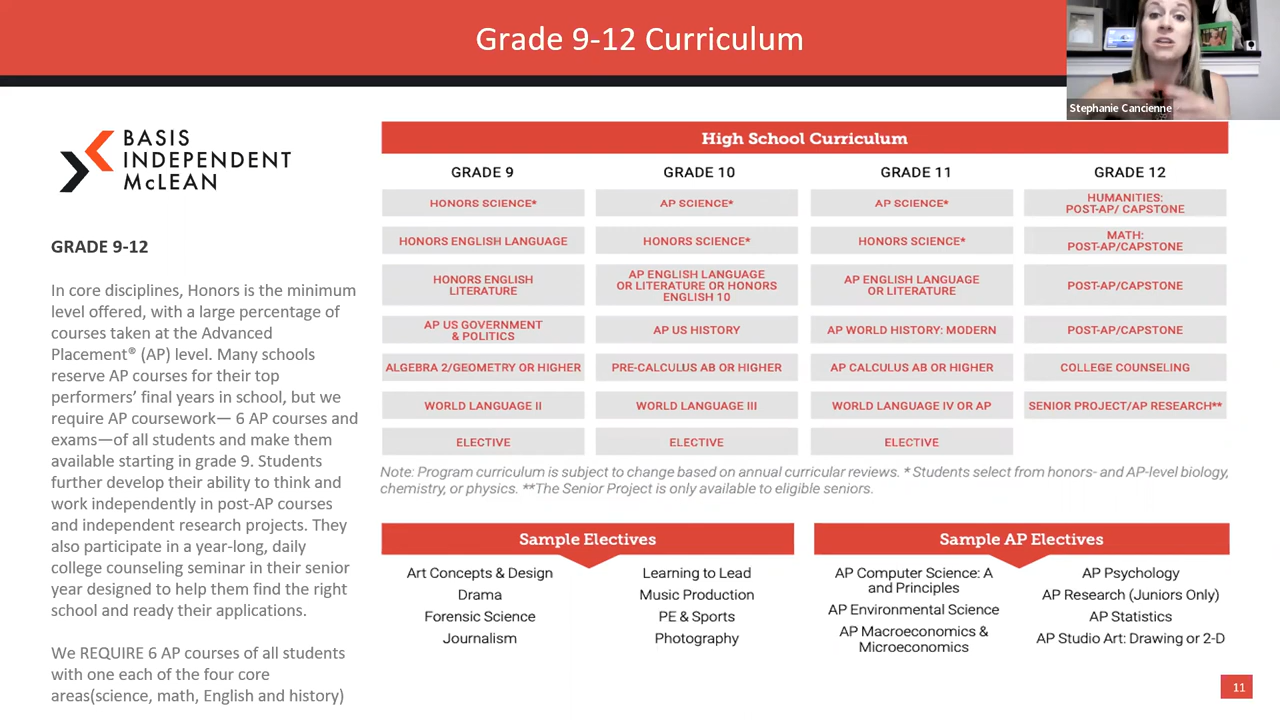 Grade 9-12 Curriculum
Stephanie Cancienne
BASIS
INDEPENDENT
McLEAN
GRADE 9-12
In core disciplines, Honors is the minimum
level offered, with a large percentage of
courses taken at the Advanced
Placement® (AP) level. Many schools
reserve AP courses for their top
performers' final years in school, but we
require AP coursework— 6 AP courses and
exams—of all students and make them
available starting in grade 9. Students
further develop their ability to think and
work independently in post-AP courses
and independent research projects. They
also participate in a year-long, daily
college counseling seminar in their senior
year designed to help them find the right
school and ready their applications.
We REQUIRE 6 AP courses of all students
with one each of the four core
areas(science, math, English and history)
High School Curriculum
GRADE 9
GRADE 10
GRADE 11
GRADE 12
HONORS SCIENCE*
AP SCIENCE*
AP SCIENCE*
HUMANITIES:
POST-AP/ CAPSTONE
HONORS ENGLISH LANGUAGE
HONORS SCIENCE*
HONORS SCIENCE*
MATH:
POST-AP/CAPSTONE
HONORS ENGLISH
LITERATURE
AP ENGLISH LANGUAGE
OR LITERATURE OR HONORS
ENGLISH 10
AP ENGLISH LANGUAGE
OR LITERATURE
POST-AP/CAPSTONE
AP US GOVERNMENT
& POLITICS
AP US HISTORY
AP WORLD HISTORY: MODERN
POST-AP/CAPSTONE
ALGEBRA 2/GEOMETRY OR HIGHER
PRE-CALCULUS AB OR HIGHER
AP CALCULUS AB OR HIGHER
COLLEGE COUNSELING
WORLD LANGUAGE II
WORLD LANGUAGE III
WORLD LANGUAGE IV OR AP
SENIOR PROJECT/AP RESEARCH**
ELECTIVE
ELECTIVE
ELECTIVE
Note: Program curriculum is subject to change based on annual curricular reviews. * Students select from honors- and AP-level biology,
chemistry, or physics. **The Senior Project is only available to eligible seniors.
Sample Electives
Art Concepts & Design
Drama
Forensic Science
Journalism
Learning to Lead
Music Production
PE & Sports
Photography
Sample AP Electives
AP Computer Science: A
and Principles
AP Environmental Science
AP Macroeconomics &
Microeconomics
AP Psychology
AP Research (Juniors Only)
AP Statistics
AP Studio Art: Drawing or 2-D
11